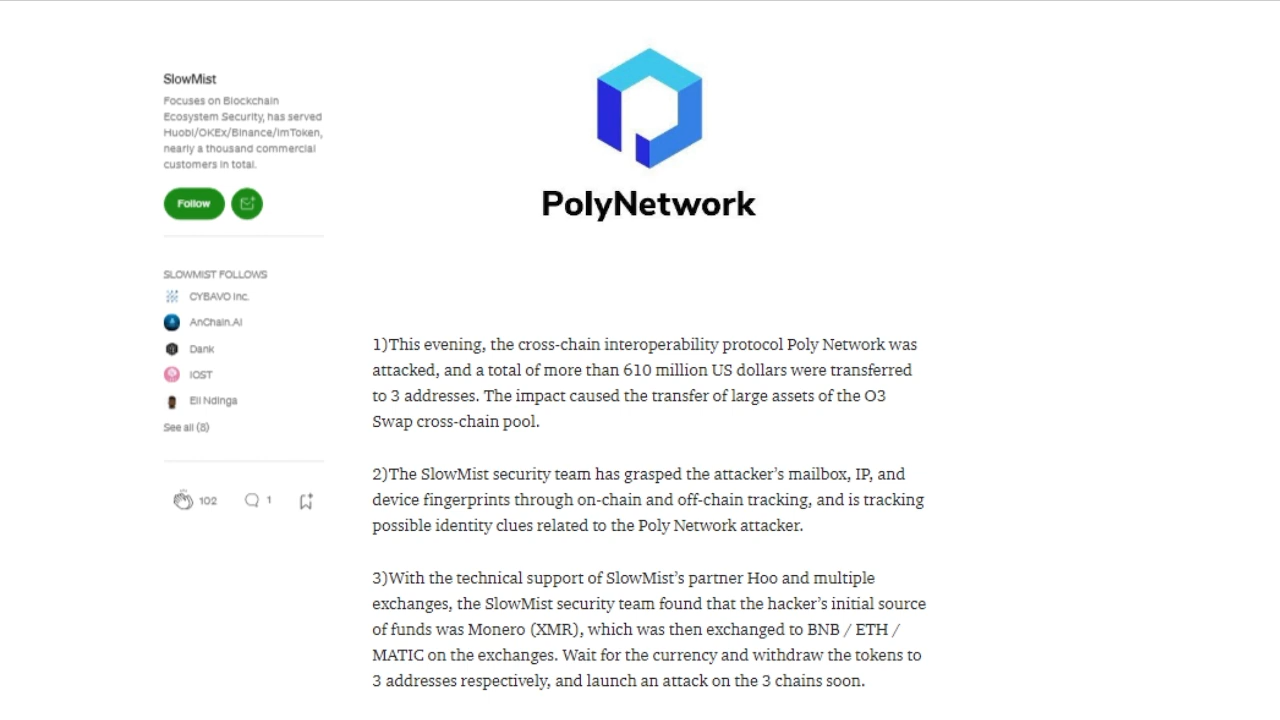 SlowMist
Focuses on Blockchain
Ecosystem Security, has served
Huobi/OKEx/Binance/imToken,
nearly a thousand commercial
customers in total.
Follow
SLOWMIST FOLLOWS
CYBAVO Inc.
AnChain.AI
Dank
IOST
Eli Ndinga
See all (8)
102
1
PolyNetwork
1)This evening, the cross-chain interoperability protocol Poly Network was
attacked, and a total of more than 610 million US dollars were transferred
to 3 addresses. The impact caused the transfer of large assets of the O3
Swap cross-chain pool.
2)The SlowMist security team has grasped the attacker’s mailbox, IP, and
device fingerprints through on-chain and off-chain tracking, and is tracking
possible identity clues related to the Poly Network attacker.
3)With the technical support of SlowMist’s partner Hoo and multiple
exchanges, the SlowMist security team found that the hacker’s initial source
of funds was Monero (XMR), which was then exchanged to BNB / ETH /
MATIC on the exchanges. Wait for the currency and withdraw the tokens to
3 addresses respectively, and launch an attack on the 3 chains soon.